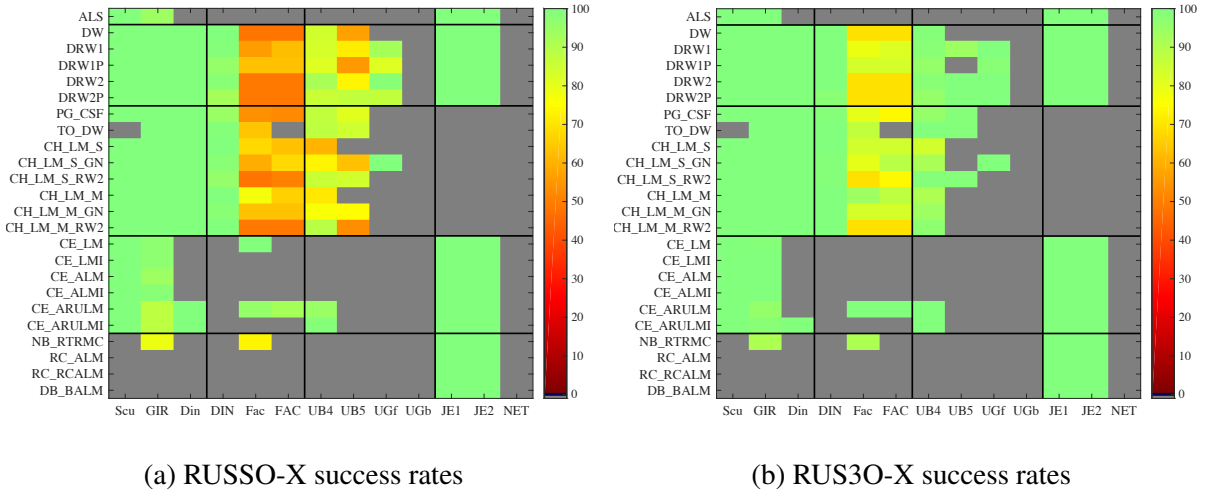 ALS
DW
DRW1
DRW1P
DRW2
DRW2P
PG_CSF
TO_DW
CH_LM_S
CH_LM_S_GN
CH_LM_S_RW2
CH_LM_M
CH_LM_M_GN
CH_LM_M_RW2
CE_LM
CE_LMI
CE_ALM
CE_ALMI
CE_ARULM
CE_ARULMI
NB_RTRMC
RC_ALM
RC_RCALM
DB_BALM
Scu GIR Din DIN Fac FAC UB4 UB5 UGf UGb JE1 JE2 NET
100
90
80
70
60
50
40
30
20
10
0
(a) RUSSO-X success rates
ALS
DW
DRW1
DRW1P
DRW2
DRW2P
PG_CSF
TO_DW
CH_LM_S
CH_LM_S_GN
CH_LM_S_RW2
CH_LM_M
CH_LM_M_GN
CH_LM_M_RW2
CE_LM
CE_LMI
CE_ALM
CE_ALMI
CE_ARULM
CE_ARULMI
NB_RTRMC
RC_ALM
RC_RCALM
DB_BALM
Scu GIR Din DIN Fac FAC UB4 UB5 UGf UGb JE1 JE2 NET
100
90
80
70
60
50
40
30
20
10
0
(b) RUS3O-X success rates